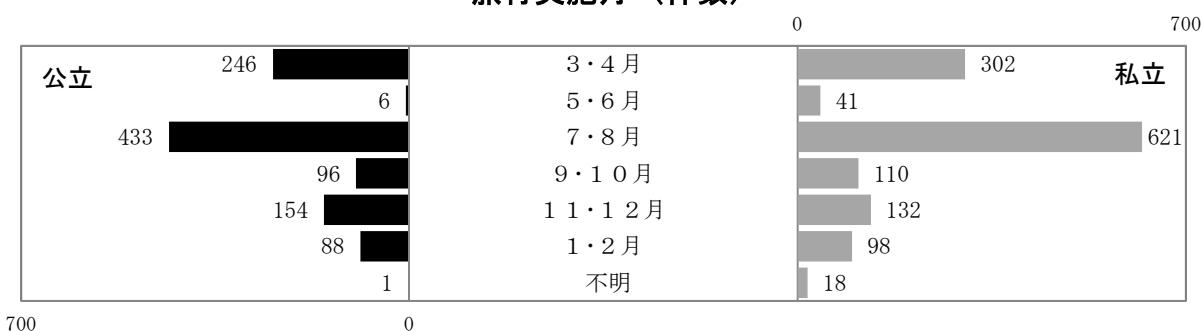 0 700
公立 246 3・4月 302 私立
6 5・6月 41
433 7・8月 621
96 9・10月 110
154 11・12月 132
88 1・2月 98
1 不明 18
700 0